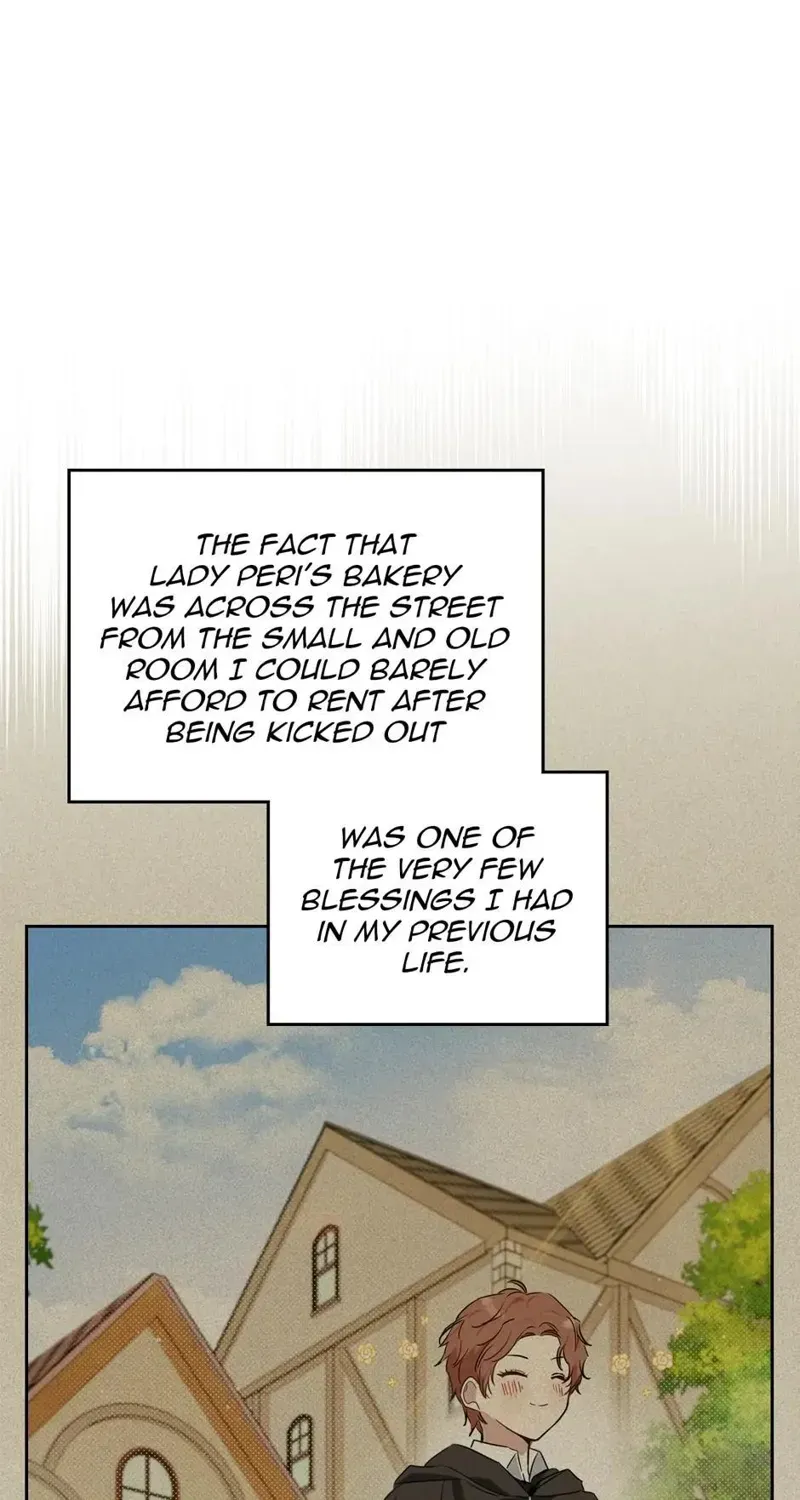 THE FACT THAT
LADY PERI'S BAKERY
WAS ACROSS THE STREET
FROM THE SMALL AND OLD
ROOM I COULD BARELY
AFFORD TO RENT AFTER
BEING KICKED OUT
WAS ONE OF
THE VERY FEW
BLESSINGS I HAD
IN MY PREVIOUS
LIFE.